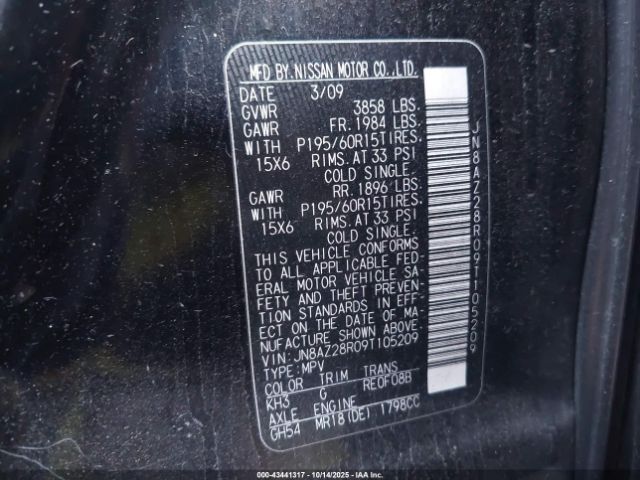 MFD BY. NISSAN MOTOR CO.,LTD.
DATE 3/09
GVWR 3858 LBS.
GAWR FR. 1984 LBS.
WITH P195/60R15TIRES.
15X6 RIMS. AT 33 PSI
COLD SINGLE.
GAWR RR. 1896 LBS.
WITH P195/60R15TIRES.
15X6 RIMS. AT 33 PSI
COLD SINGLE.
THIS VEHICLE CONFORMS
TO ALL APPLICABLE FED-
ERAL MOTOR VEHICLE SA-
FETY AND THEFT PREVEN-
TION STANDARDS IN EFF-
ECT ON THE DATE OF MA-
NUFACTURE SHOWN ABOVE.
VIN: JN8AZ28R09T105209
TYPE: MPV
COLOR TRIM TRANS
KH3 G RE0F08B
AXLE ENGINE
GH54 MR18(DE) 1798CC
JN8AZ28R09T105209
000-43441317 | 10/14/2025 | IAAI.COM